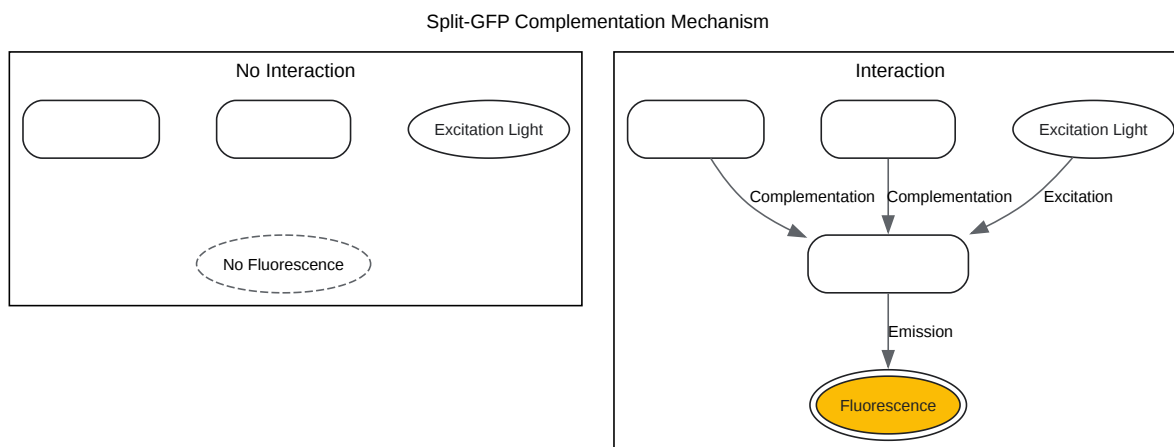 Split-GFP Complementation Mechanism
No Interaction
Excitation Light
No Fluorescence
Interaction
Excitation Light
Complementation
Complementation
Excitation
Emission
Fluorescence